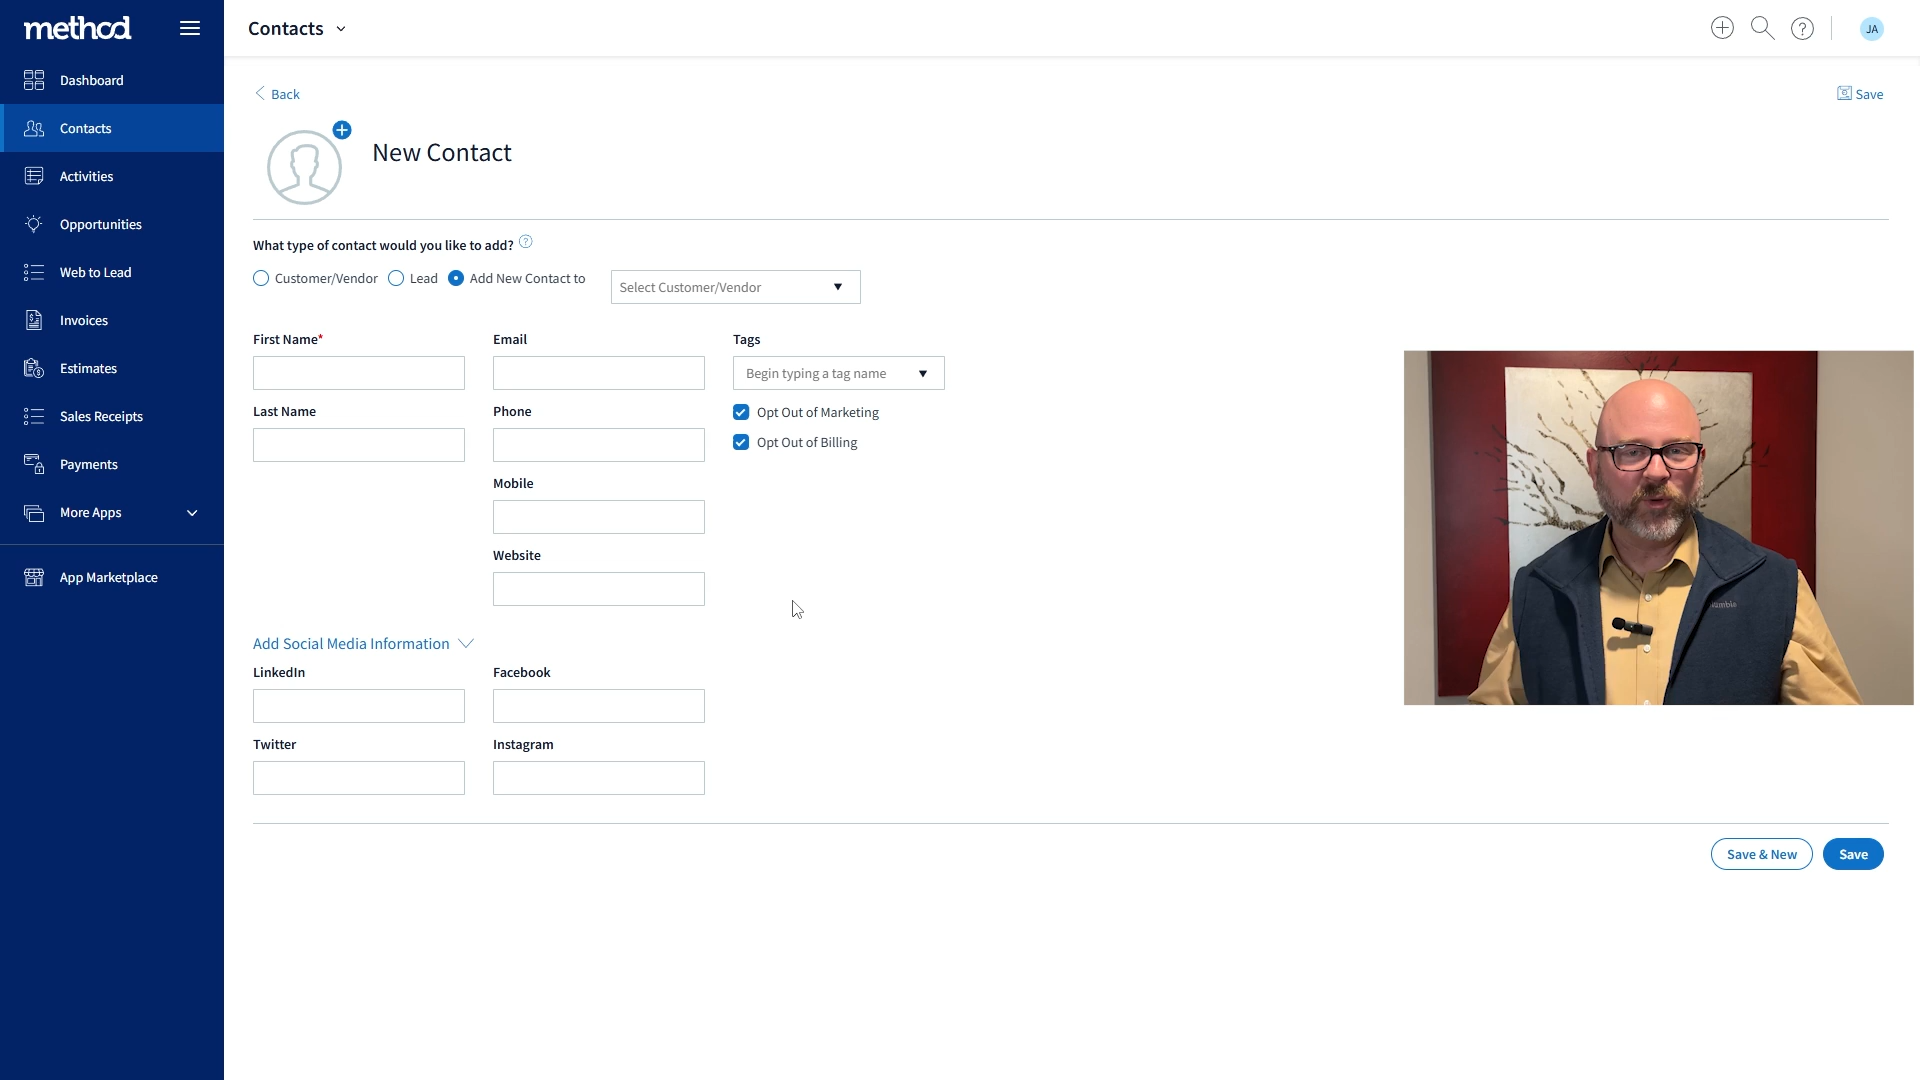 method
Contacts
JA
Dashboard
Contacts
Activities
Opportunities
Web to Lead
Invoices
Estimates
Sales Receipts
Payments
More Apps
App Marketplace
Back
Save
New Contact
What type of contact would you like to add? ?
Customer/Vendor Lead Add New Contact to Select Customer/Vendor
First Name* Email Tags
Begin typing a tag name
Last Name Phone Opt Out of Marketing
Opt Out of Billing
Mobile
Website
Add Social Media Information
LinkedIn Facebook
Twitter Instagram
Save & New Save